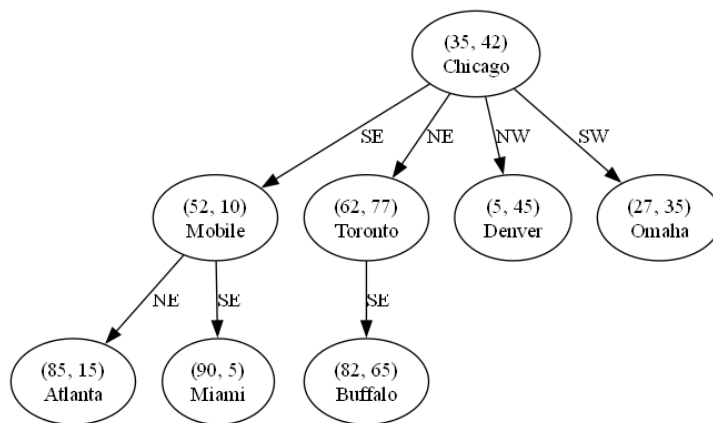 (35, 42)
Chicago
SE
NE
NW
SW
(52, 10)
Mobile
(62, 77)
Toronto
(5, 45)
Denver
(27, 35)
Omaha
NE
SE
SE
(85, 15)
Atlanta
(90, 5)
Miami
(82, 65)
Buffalo